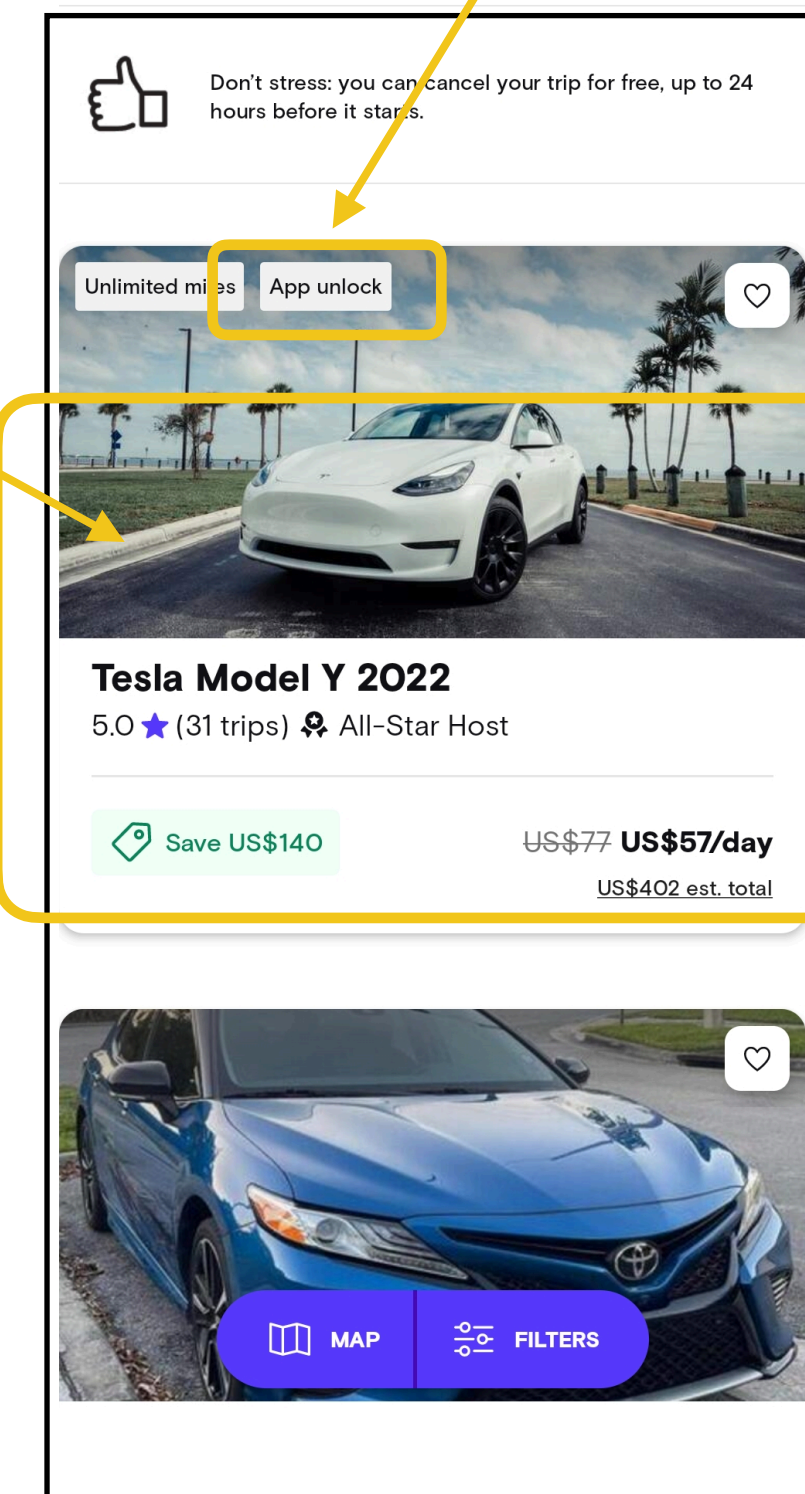 Don't stress: you can cancel your trip for free, up to 24
hours before it starts.
Unlimited miles
App unlock
Tesla Model Y 2022
5.0 (31 trips) All-Star Host
Save US$140
US$77 US$57/day
US$402 est. total
MAP
FILTERS